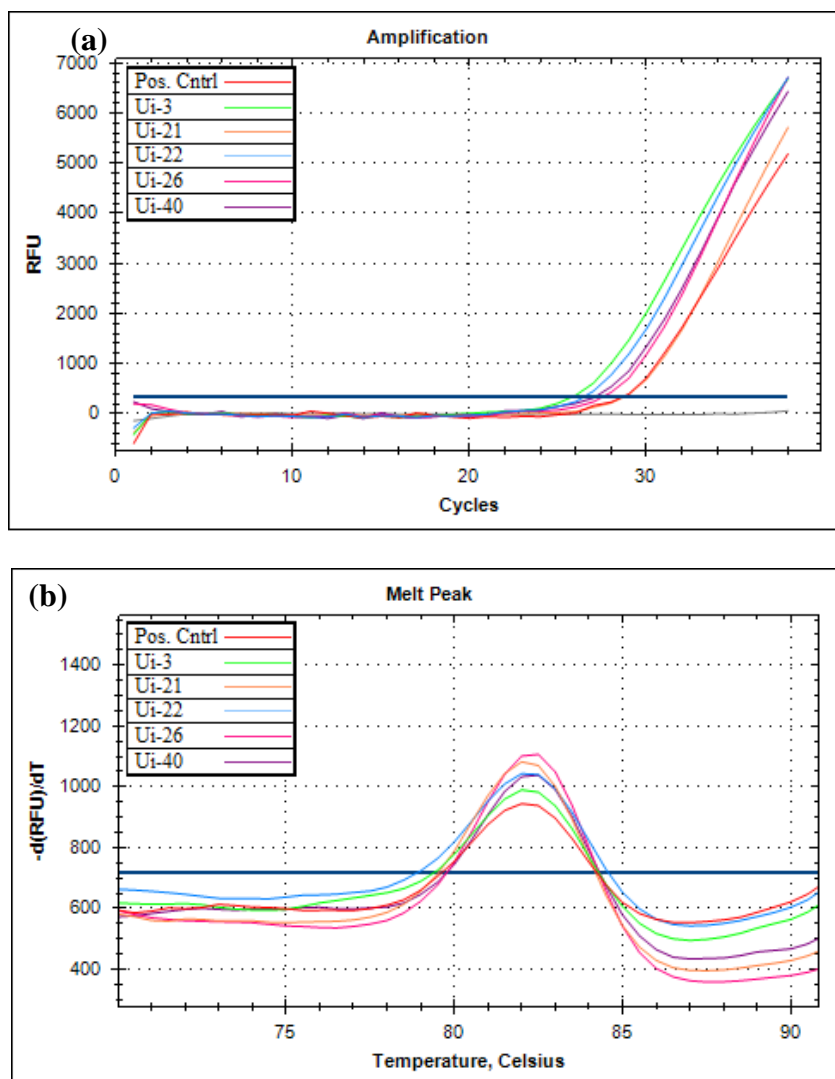 (a)
Amplification
7000
6000
5000
4000
3000
2000
1000
0
RFU
Pos. Cntrl
Ui-3
Ui-21
Ui-22
Ui-26
Ui-40
0 10 20 30
Cycles
(b)
Melt Peak
1400
1200
1000
800
600
400
-d(RFU)/dT
Pos. Cntrl
Ui-3
Ui-21
Ui-22
Ui-26
Ui-40
75 80 85 90
Temperature, Celsius